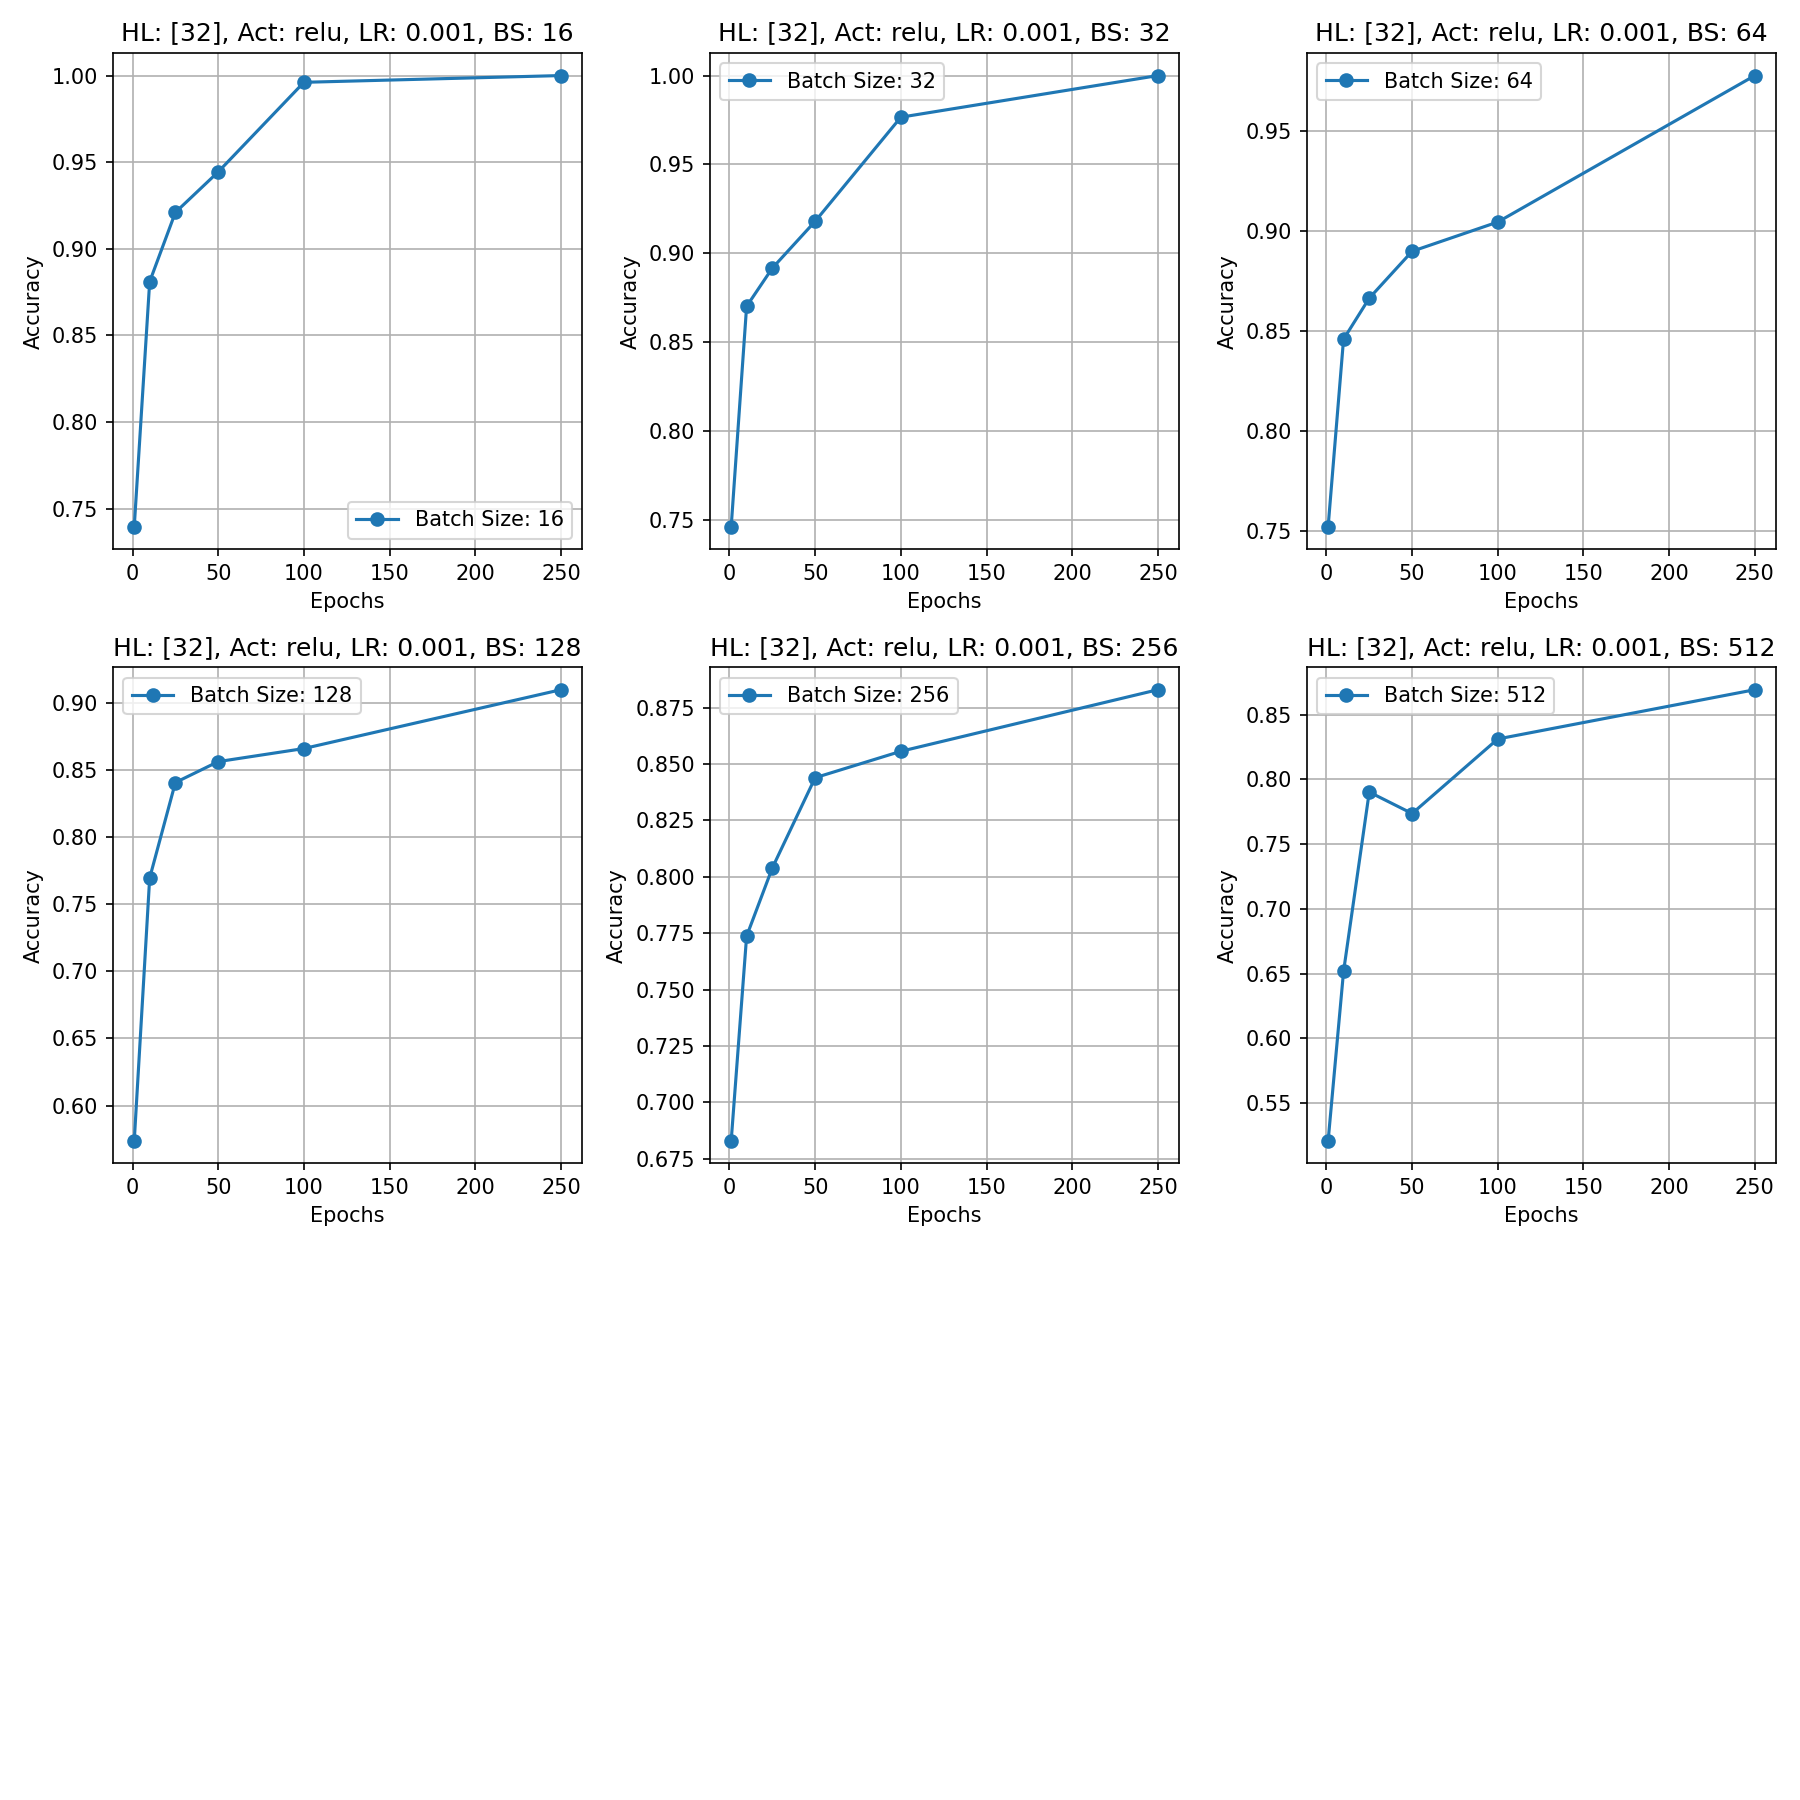 HL: [32], Act: relu, LR: 0.001, BS: 16
1.00
0.95
0.90
0.85
0.80
0.75
Accuracy
Batch Size: 16
0 50 100 150 200 250
Epochs
HL: [32], Act: relu, LR: 0.001, BS: 32
Batch Size: 32
1.00
0.95
0.90
0.85
0.80
0.75
Accuracy
0 50 100 150 200 250
Epochs
HL: [32], Act: relu, LR: 0.001, BS: 64
Batch Size: 64
0.95
0.90
0.85
0.80
0.75
Accuracy
0 50 100 150 200 250
Epochs
HL: [32], Act: relu, LR: 0.001, BS: 128
Batch Size: 128
0.90
0.85
0.80
0.75
0.70
0.65
0.60
Accuracy
0 50 100 150 200 250
Epochs
HL: [32], Act: relu, LR: 0.001, BS: 256
Batch Size: 256
0.875
0.850
0.825
0.800
0.775
0.750
0.725
0.700
0.675
Accuracy
0 50 100 150 200 250
Epochs
HL: [32], Act: relu, LR: 0.001, BS: 512
Batch Size: 512
0.85
0.80
0.75
0.70
0.65
0.60
0.55
Accuracy
0 50 100 150 200 250
Epochs